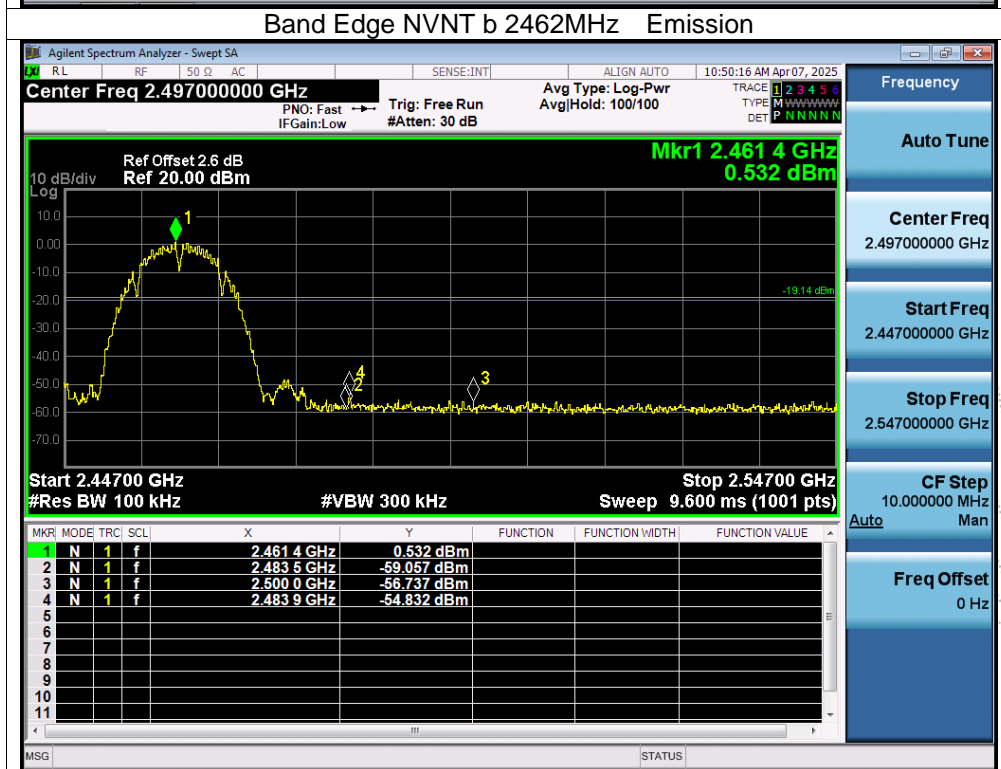 Band Edge NVNT b 2462MHz Emission
Agilent Spectrum Analyzer - Swept SA
LXI RL RF 50 Ω AC SENSE:INT ALIGN AUTO 10:50:16 AM Apr 07, 2025
Center Freq 2.497000000 GHz
PNO: Fast
IFGain:Low
Trig: Free Run
#Atten: 30 dB
Avg Type: Log-Pwr
Avg|Hold: 100/100
TRACE 1 2 3 4 5 6
TYPE M WWWWW
DET P N N N N N
Mkr1 2.461 4 GHz
0.532 dBm
Ref Offset 2.6 dB
10 dB/div Ref 20.00 dBm
Log
10.0
0.00
-10.0
-20.0
-30.0
-40.0
-50.0
-60.0
-70.0
1
-19.14 dBm
4
2
3
Start 2.44700 GHz Stop 2.54700 GHz
#Res BW 100 kHz #VBW 300 kHz Sweep 9.600 ms (1001 pts)
MKR MODE TRC SCL X Y FUNCTION FUNCTION WIDTH FUNCTION VALUE
1 N 1 f 2.461 4 GHz 0.532 dBm
2 N 1 f 2.483 5 GHz -59.057 dBm
3 N 1 f 2.500 0 GHz -56.737 dBm
4 N 1 f 2.483 9 GHz -54.832 dBm
5
6
7
8
9
10
11
MSG STATUS
Frequency
Auto Tune
Center Freq
2.497000000 GHz
Start Freq
2.447000000 GHz
Stop Freq
2.547000000 GHz
CF Step
10.000000 MHz
Auto Man
Freq Offset
0 Hz